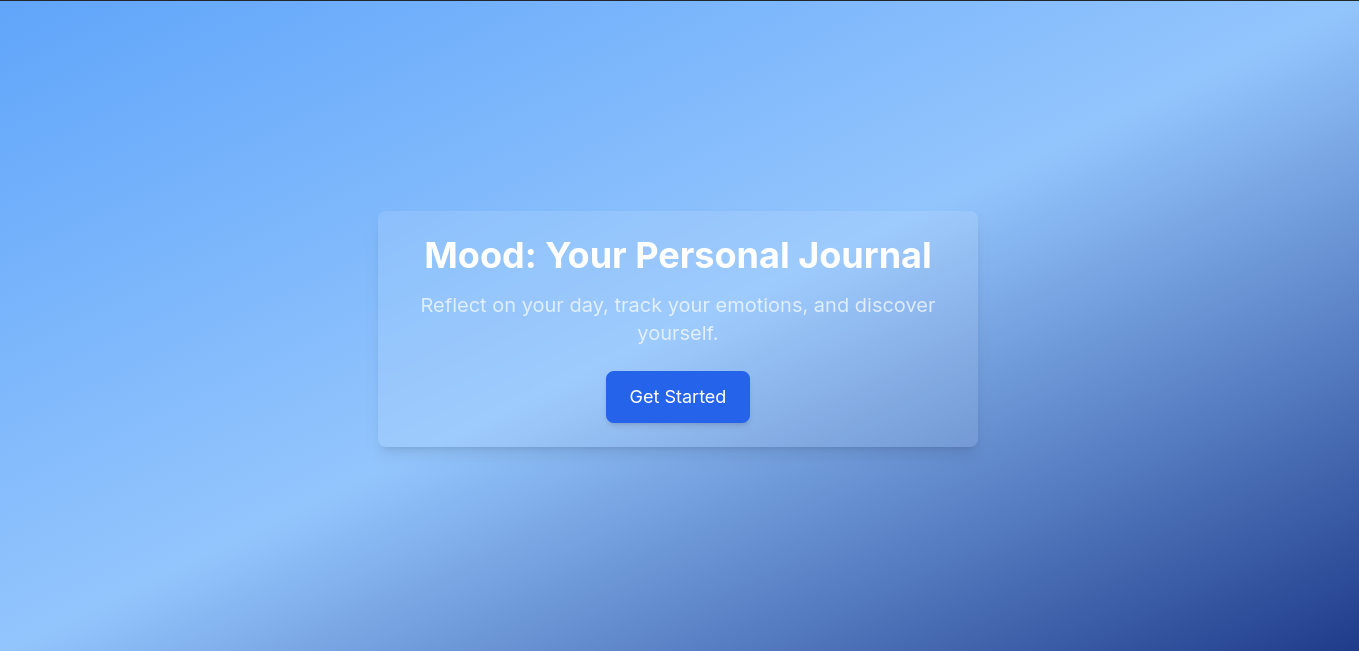 Mood: Your Personal Journal
Reflect on your day, track your emotions, and discover
yourself.
Get Started